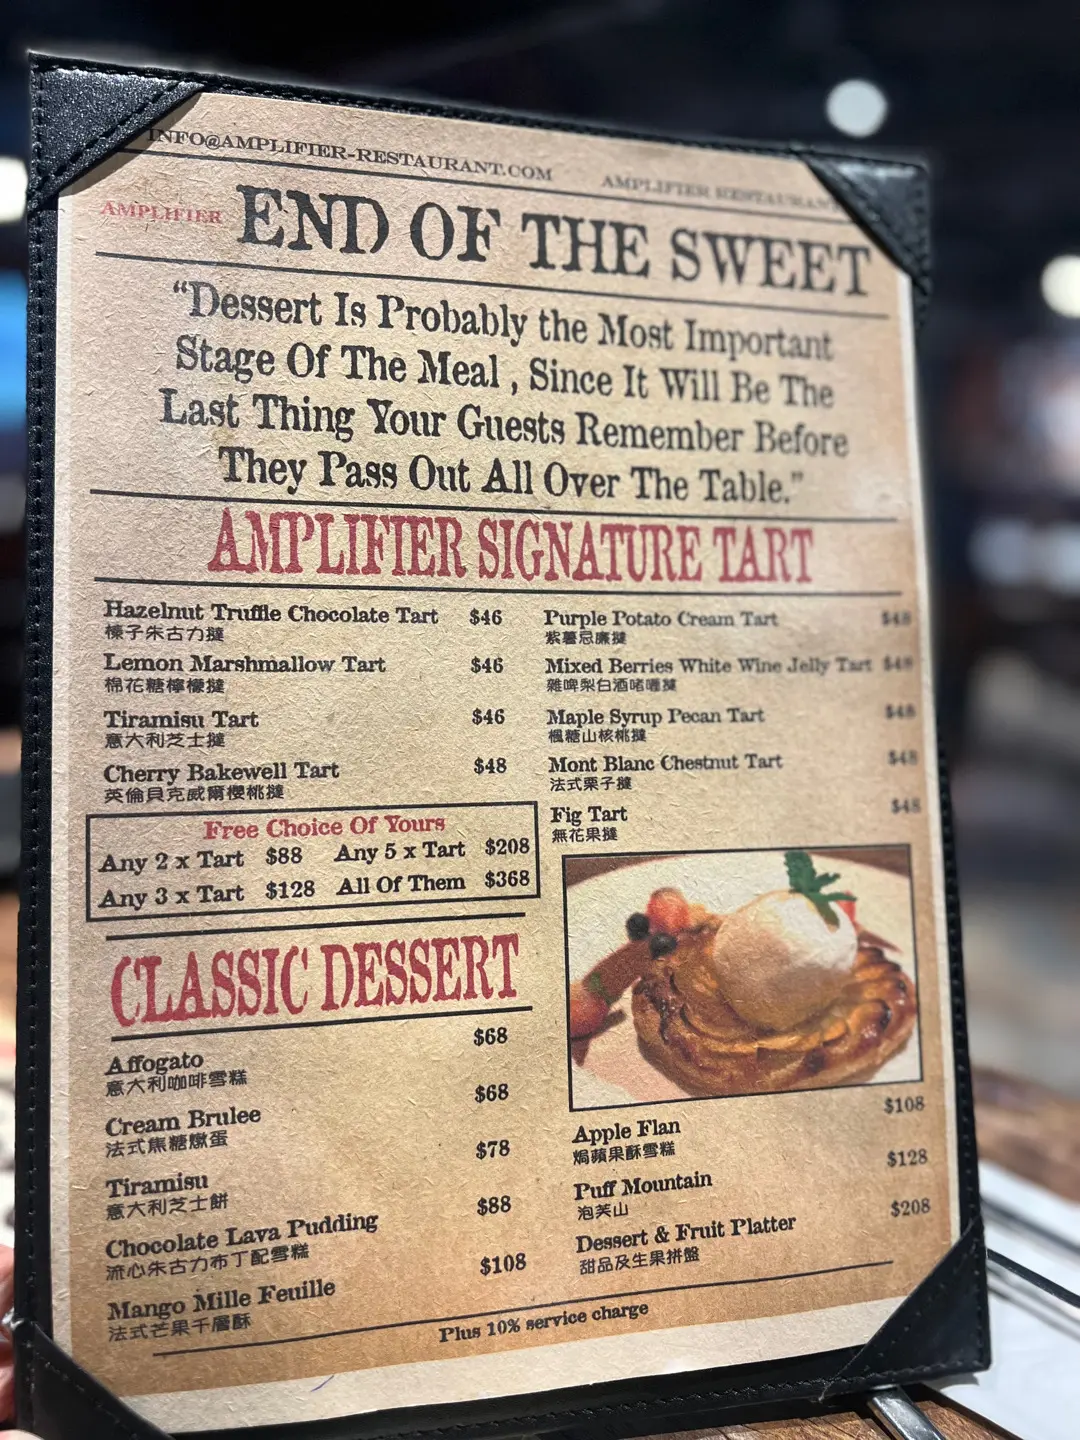 INFO@AMPLIFIER-RESTAURANT.COM
AMPLIFIER RESTAURANT
AMPLIFIER
END OF THE SWEET
“Dessert Is Probably the Most Important
Stage Of The Meal , Since It Will Be The
Last Thing Your Guests Remember Before
They Pass Out All Over The Table.”
AMPLIFIER SIGNATURE TART
Hazelnut Truffle Chocolate Tart $46
榛子朱古力撻
Lemon Marshmallow Tart $46
棉花糖檸檬撻
Tiramisu Tart $46
意大利芝士撻
Cherry Bakewell Tart $48
英倫貝克威爾櫻桃撻
Purple Potato Cream Tart $48
紫薯忌廉撻
Mixed Berries White Wine Jelly Tart $48
雜啤梨白酒啫喱撻
Maple Syrup Pecan Tart $48
楓糖山核桃撻
Mont Blanc Chestnut Tart $48
法式栗子撻
Fig Tart $48
無花果撻
Free Choice Of Yours
Any 2 x Tart $88 Any 5 x Tart $208
Any 3 x Tart $128 All Of Them $368
CLASSIC DESSERT
Affogato $68
意大利咖啡雪糕
Cream Brulee $68
法式焦糖燉蛋
Tiramisu $78
意大利芝士餅
Chocolate Lava Pudding $88
流心朱古力布丁配雪糕
Mango Mille Feuille $108
法式芒果千層酥
Apple Flan $108
焗蘋果酥雪糕
Puff Mountain $128
泡芙山
Dessert & Fruit Platter $208
甜品及生果拼盤
Plus 10% service charge